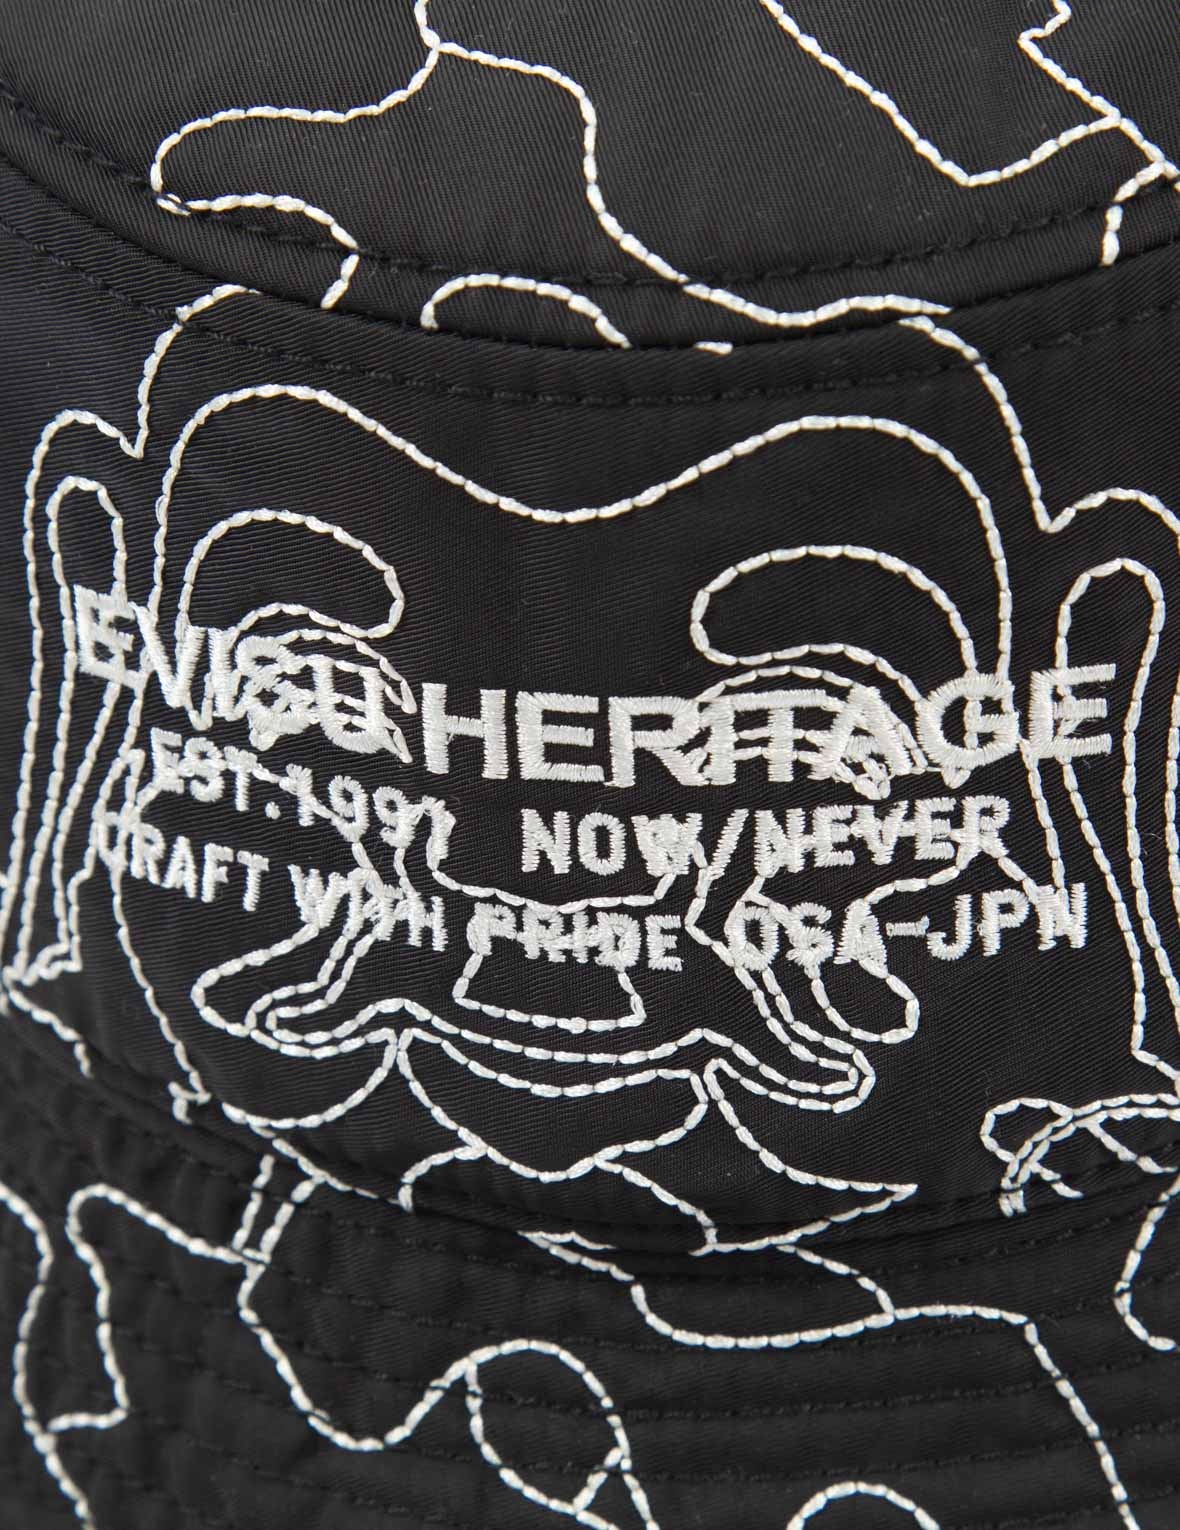 EVISU HERITAGE
EST. 1991 NOW/NEVER
CRAFT WITH PRIDE OSA-JPN